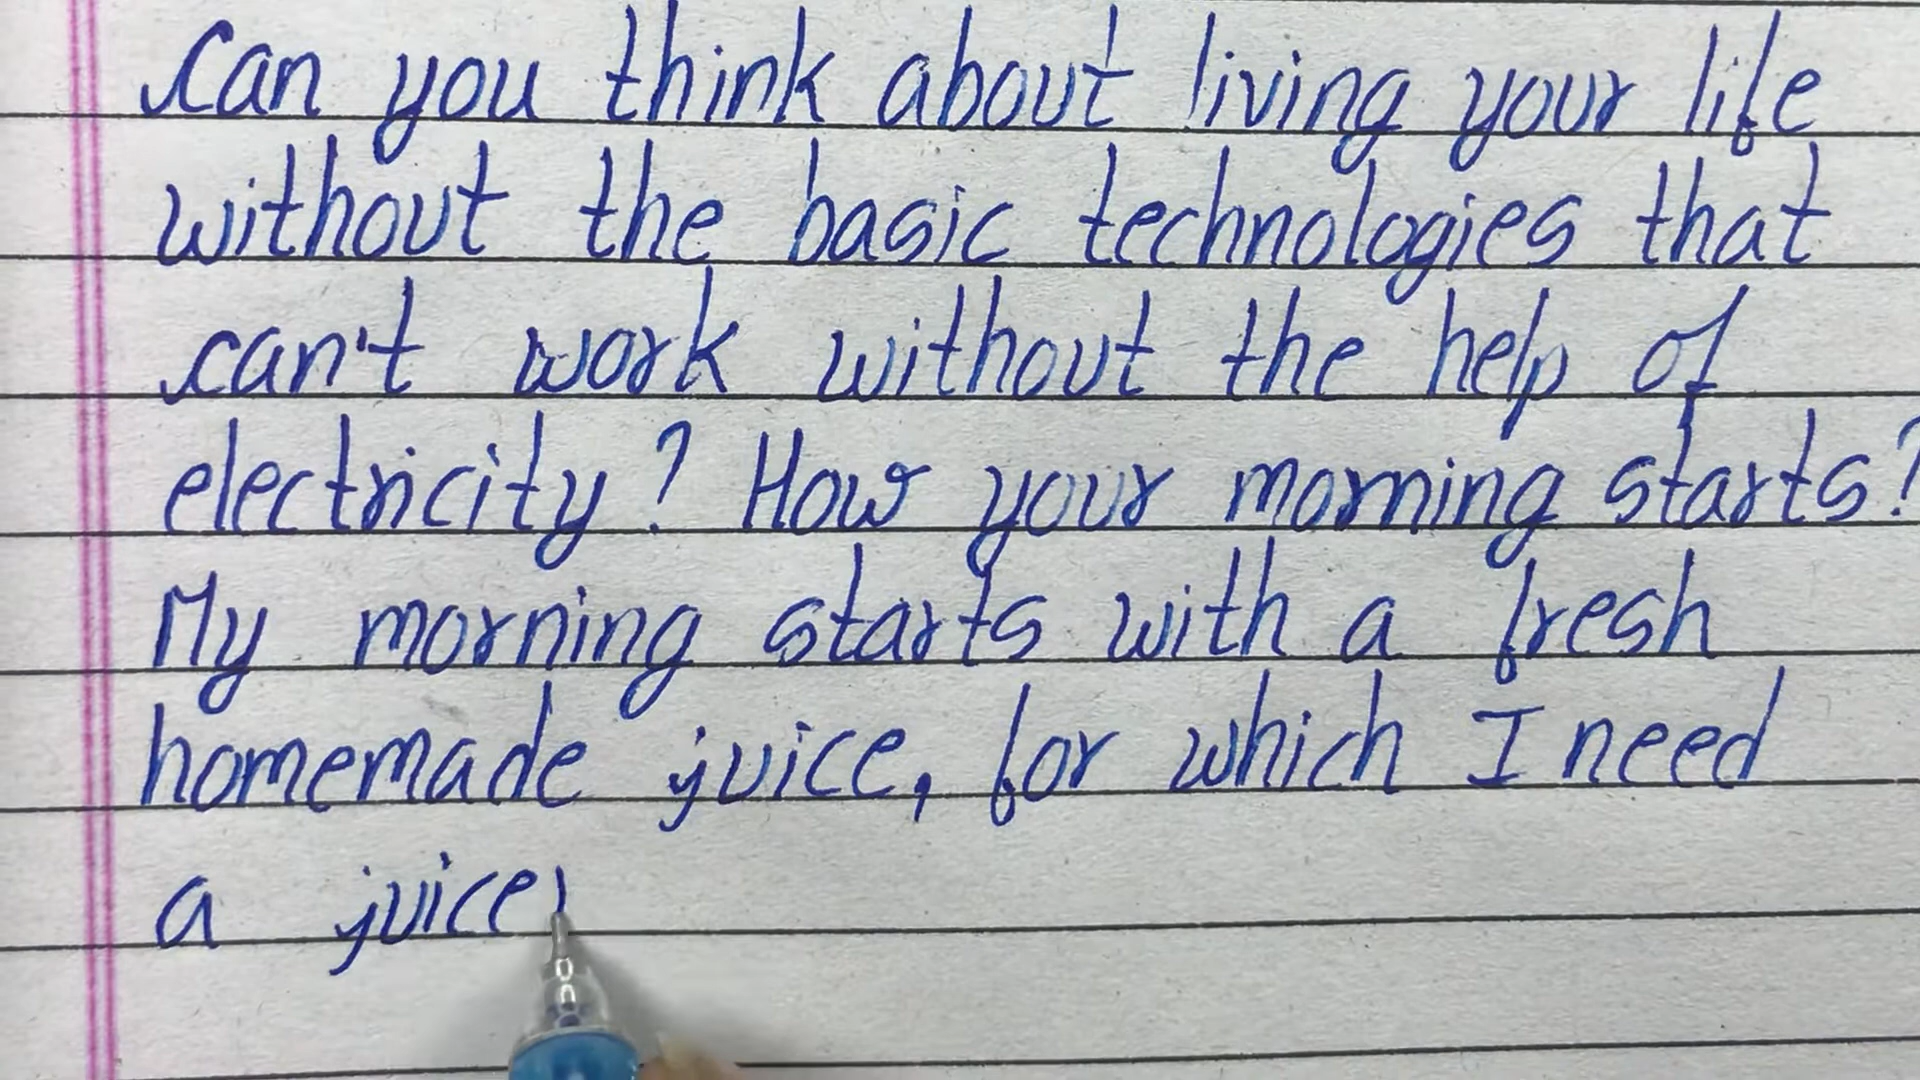 Can you think about living your life
without the basic technologies that
can't work without the help of
electricity? How your morning starts?
My morning starts with a fresh
homemade juice, for which I need
a juice